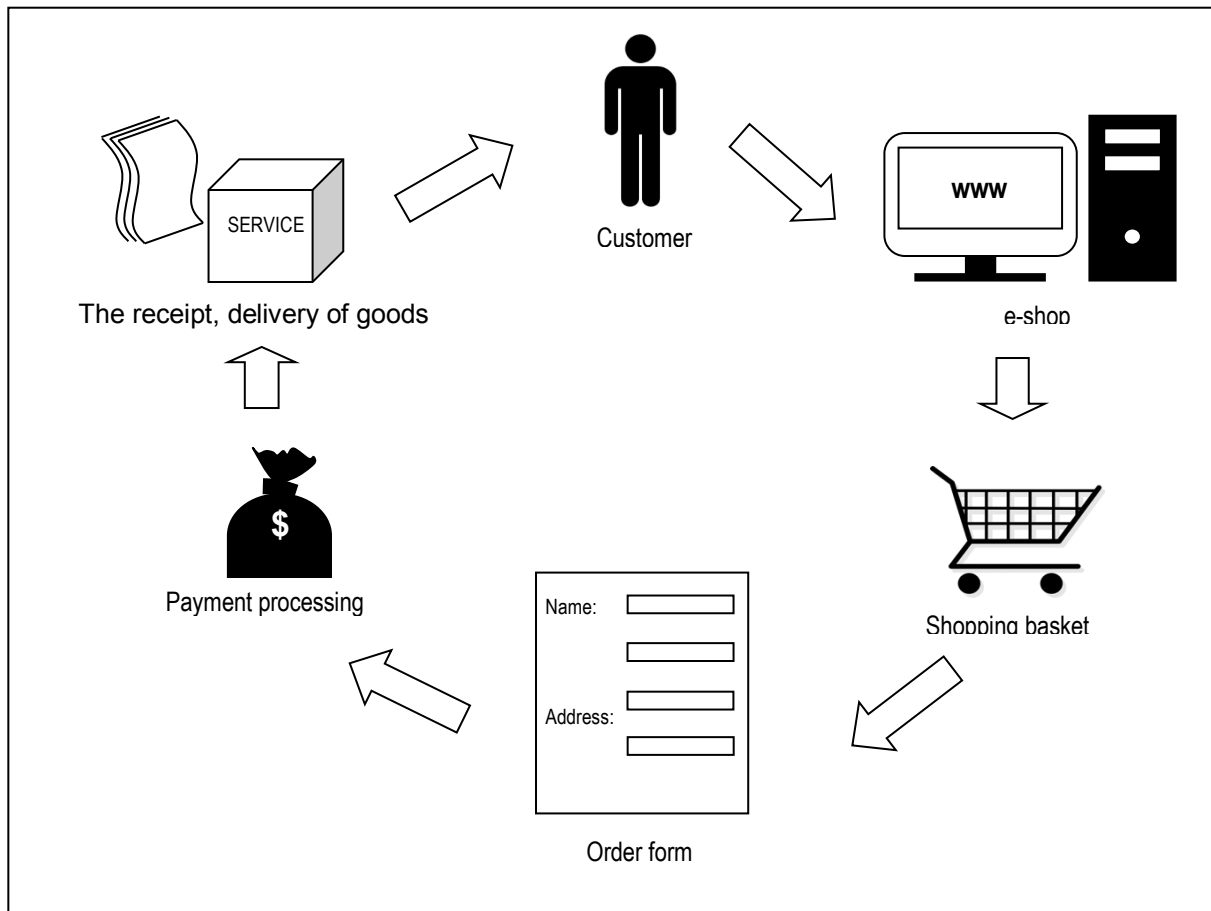 Customer
www
e-shop
Shopping basket
Name:
Address:
Order form
$
Payment processing
SERVICE
The receipt, delivery of goods